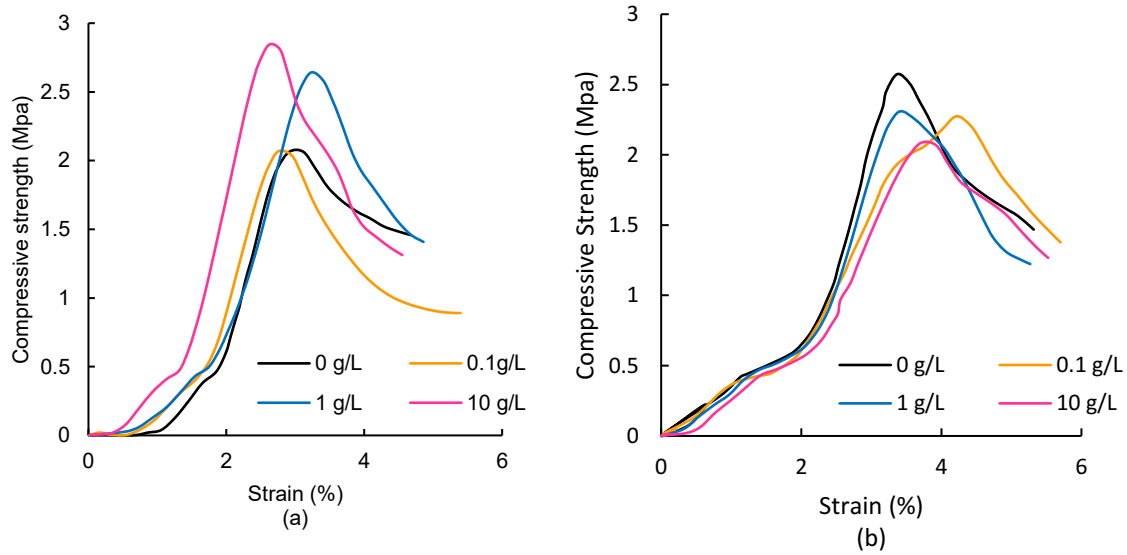 Compressive strength (Mpa)
3
2.5
2
1.5
1
0.5
0
0 2 4 6
0 g/L 0.1g/L
1 g/L 10 g/L
Strain (%)
(a)
Compressive Strength (Mpa)
3
2.5
2
1.5
1
0.5
0
0 2 4 6
0 g/L 0.1 g/L
1 g/L 10 g/L
Strain (%)
(b)